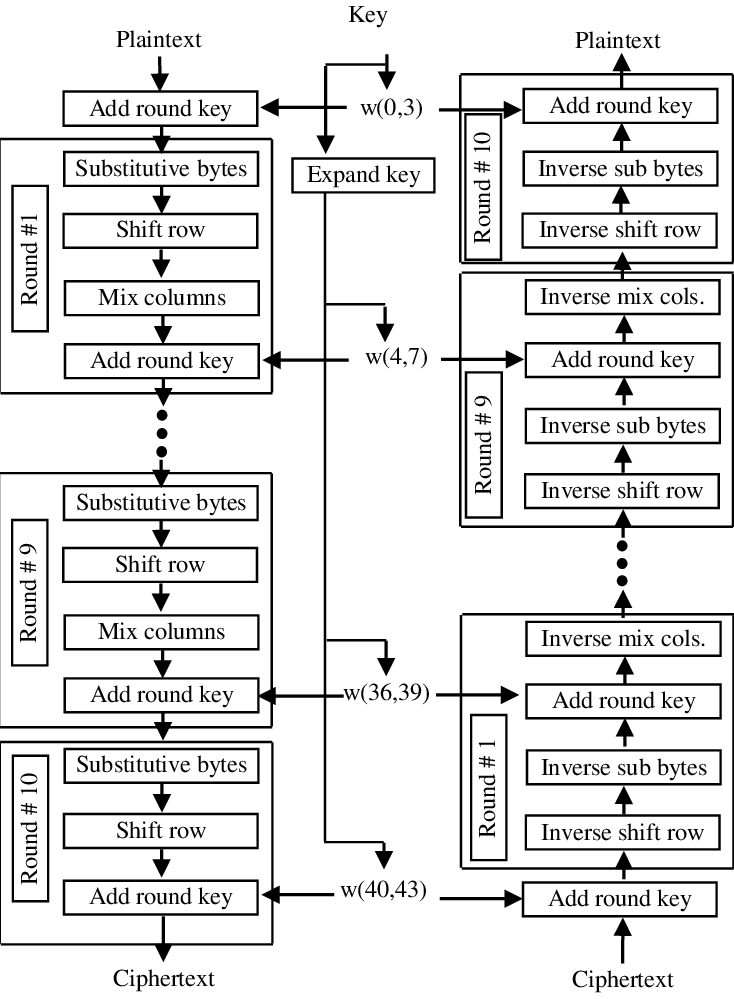 Key
Plaintext
Add round key
Round #1
Substitutive bytes
Shift row
Mix columns
Add round key
Round # 9
Substitutive bytes
Shift row
Mix columns
Add round key
Round # 10
Substitutive bytes
Shift row
Add round key
Ciphertext
w(0,3)
Expand key
w(4,7)
w(36,39)
w(40,43)
Plaintext
Round # 10
Add round key
Inverse sub bytes
Inverse shift row
Round # 9
Inverse mix cols.
Add round key
Inverse sub bytes
Inverse shift row
Round # 1
Inverse mix cols.
Add round key
Inverse sub bytes
Inverse shift row
Add round key
Ciphertext